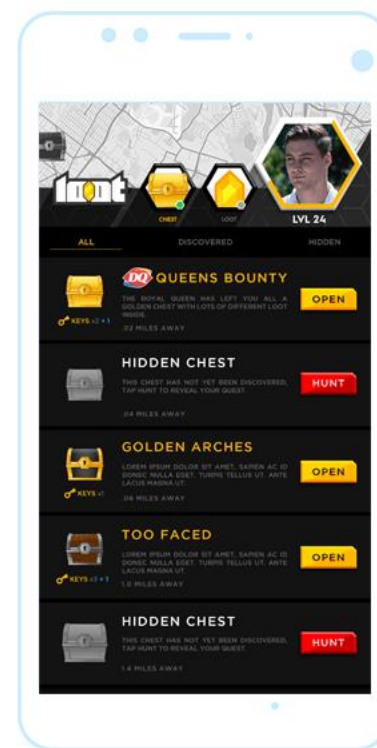 loot
CHEST
LOOT
LVL 24
ALL
DISCOVERED
HIDDEN
DQ QUEENS BOUNTY
THE ROYAL QUEEN HAS LEFT YOU ALL A
GOLDEN CHEST WITH LOTS OF DIFFERENT LOOT
INSIDE.
KEYS x2 + 1
.02 MILES AWAY
OPEN
HIDDEN CHEST
THIS CHEST HAS NOT YET BEEN DISCOVERED,
TAP HUNT TO REVEAL YOUR QUEST.
.04 MILES AWAY
HUNT
GOLDEN ARCHES
LOREM IPSUM DOLOR SIT AMET, SAPIEN AC ID
DONEC NULLA EGET, TURPIS TELLUS UT. ANTE
LACUS MAGNA UT.
KEYS x1
.06 MILES AWAY
OPEN
TOO FACED
LOREM IPSUM DOLOR SIT AMET, SAPIEN AC ID
DONEC NULLA EGET, TURPIS TELLUS UT. ANTE
LACUS MAGNA UT.
KEYS x3 + 1
1.0 MILES AWAY
OPEN
HIDDEN CHEST
THIS CHEST HAS NOT YET BEEN DISCOVERED,
TAP HUNT TO REVEAL YOUR QUEST.
1.4 MILES AWAY
HUNT